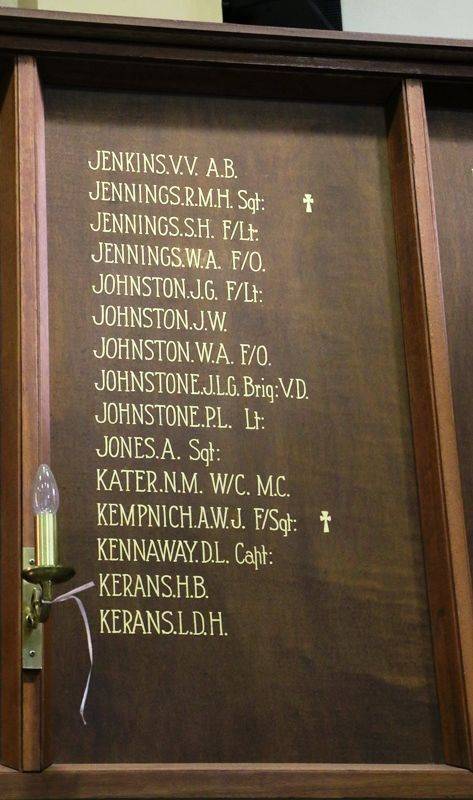 JENKINS.V.V. A.B.
JENNINGS.R.M.H. Sgt: ✝
JENNINGS.S.H. F/Lt:
JENNINGS.W.A. F/O.
JOHNSTON.J.G. F/Lt:
JOHNSTON.J.W.
JOHNSTON.W.A. F/O.
JOHNSTONE.J.L.G. Brig: V.D.
JOHNSTONE.P.L. Lt:
JONES.A. Sgt:
KATER.N.M. W/C. M.C.
KEMPNICH.A.W.J. F/Sgt: ✝
KENNAWAY.D.L. Capt:
KERANS.H.B.
KERANS.L.D.H.